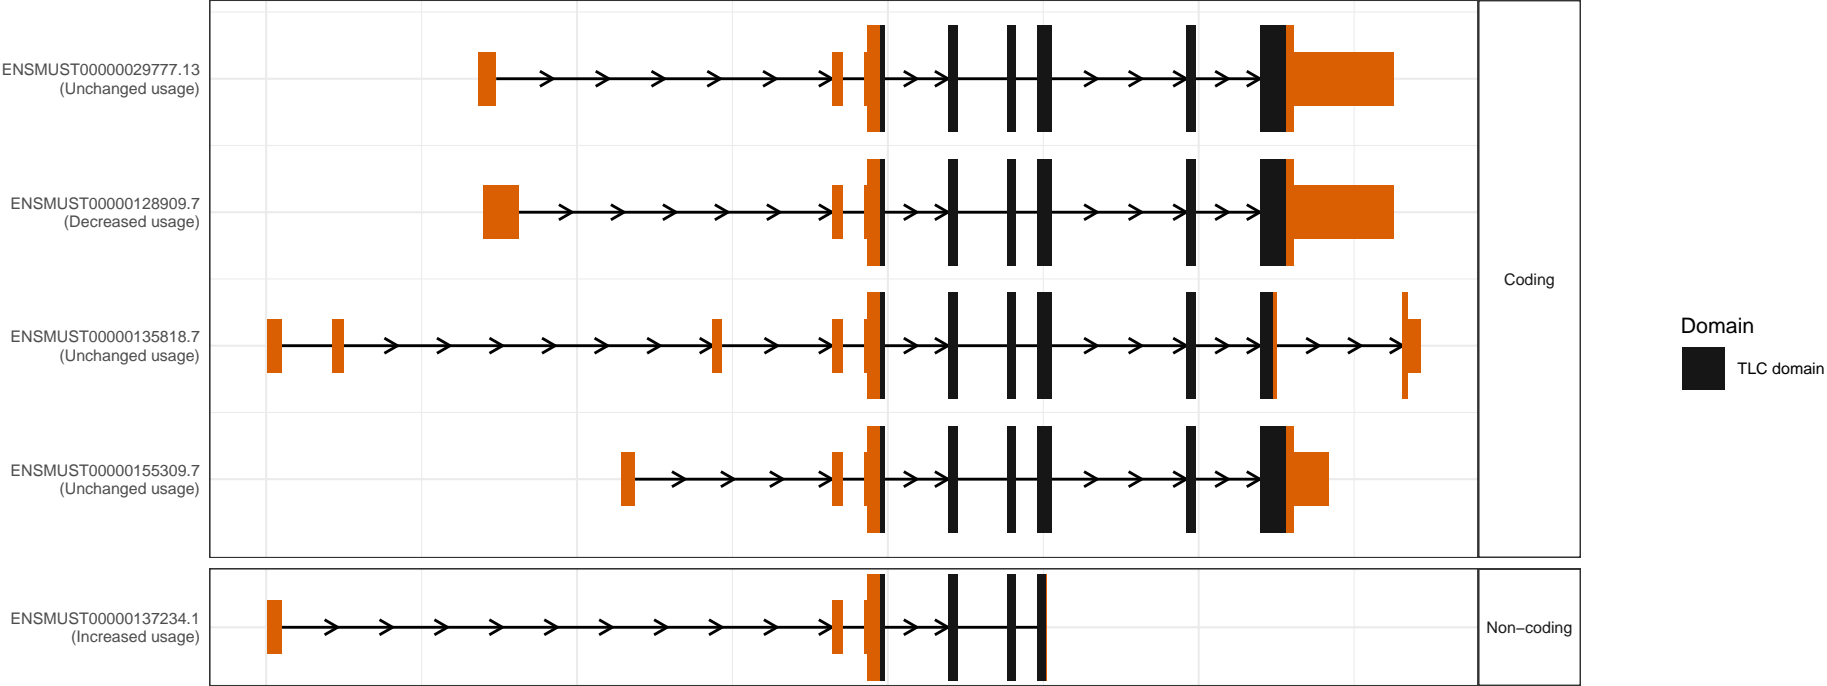 ENSMUST00000029777.13
(Unchanged usage)
ENSMUST00000128909.7
(Decreased usage)
ENSMUST00000135818.7
(Unchanged usage)
ENSMUST00000155309.7
(Unchanged usage)
Coding
ENSMUST00000137234.1
(Increased usage)
Non−coding
Domain
TLC domain